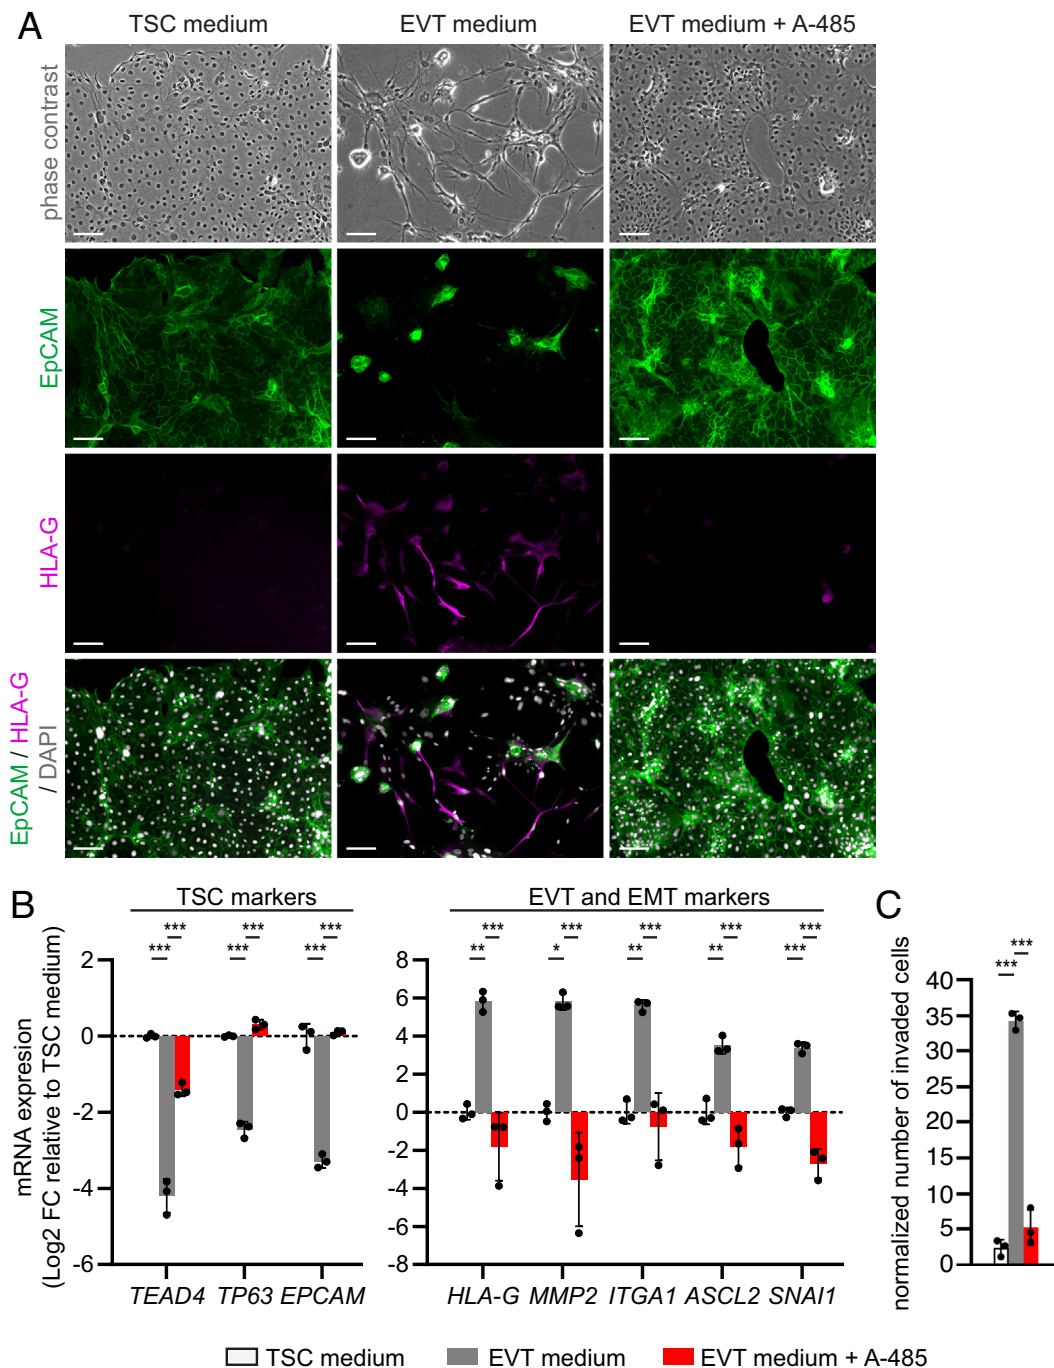 A
TSC medium
EVT medium
EVT medium + A-485
phase contrast
EpCAM
HLA-G
EpCAM / HLA-G
/ DAPI
B
TSC markers
EVT and EMT markers
*** *** *** *** *** ***
** *** * *** ** *** ** *** *** ***
mRNA expresion
(Log2 FC relative to TSC medium)
2
0
-2
-4
-6
TEAD4 TP63 EPCAM
8
6
4
2
0
-2
-4
-6
-8
HLA-G MMP2 ITGA1 ASCL2 SNAI1
C
*** ***
normalized number of invaded cells
40
35
30
25
20
15
10
5
0
TSC medium
EVT medium
EVT medium + A-485